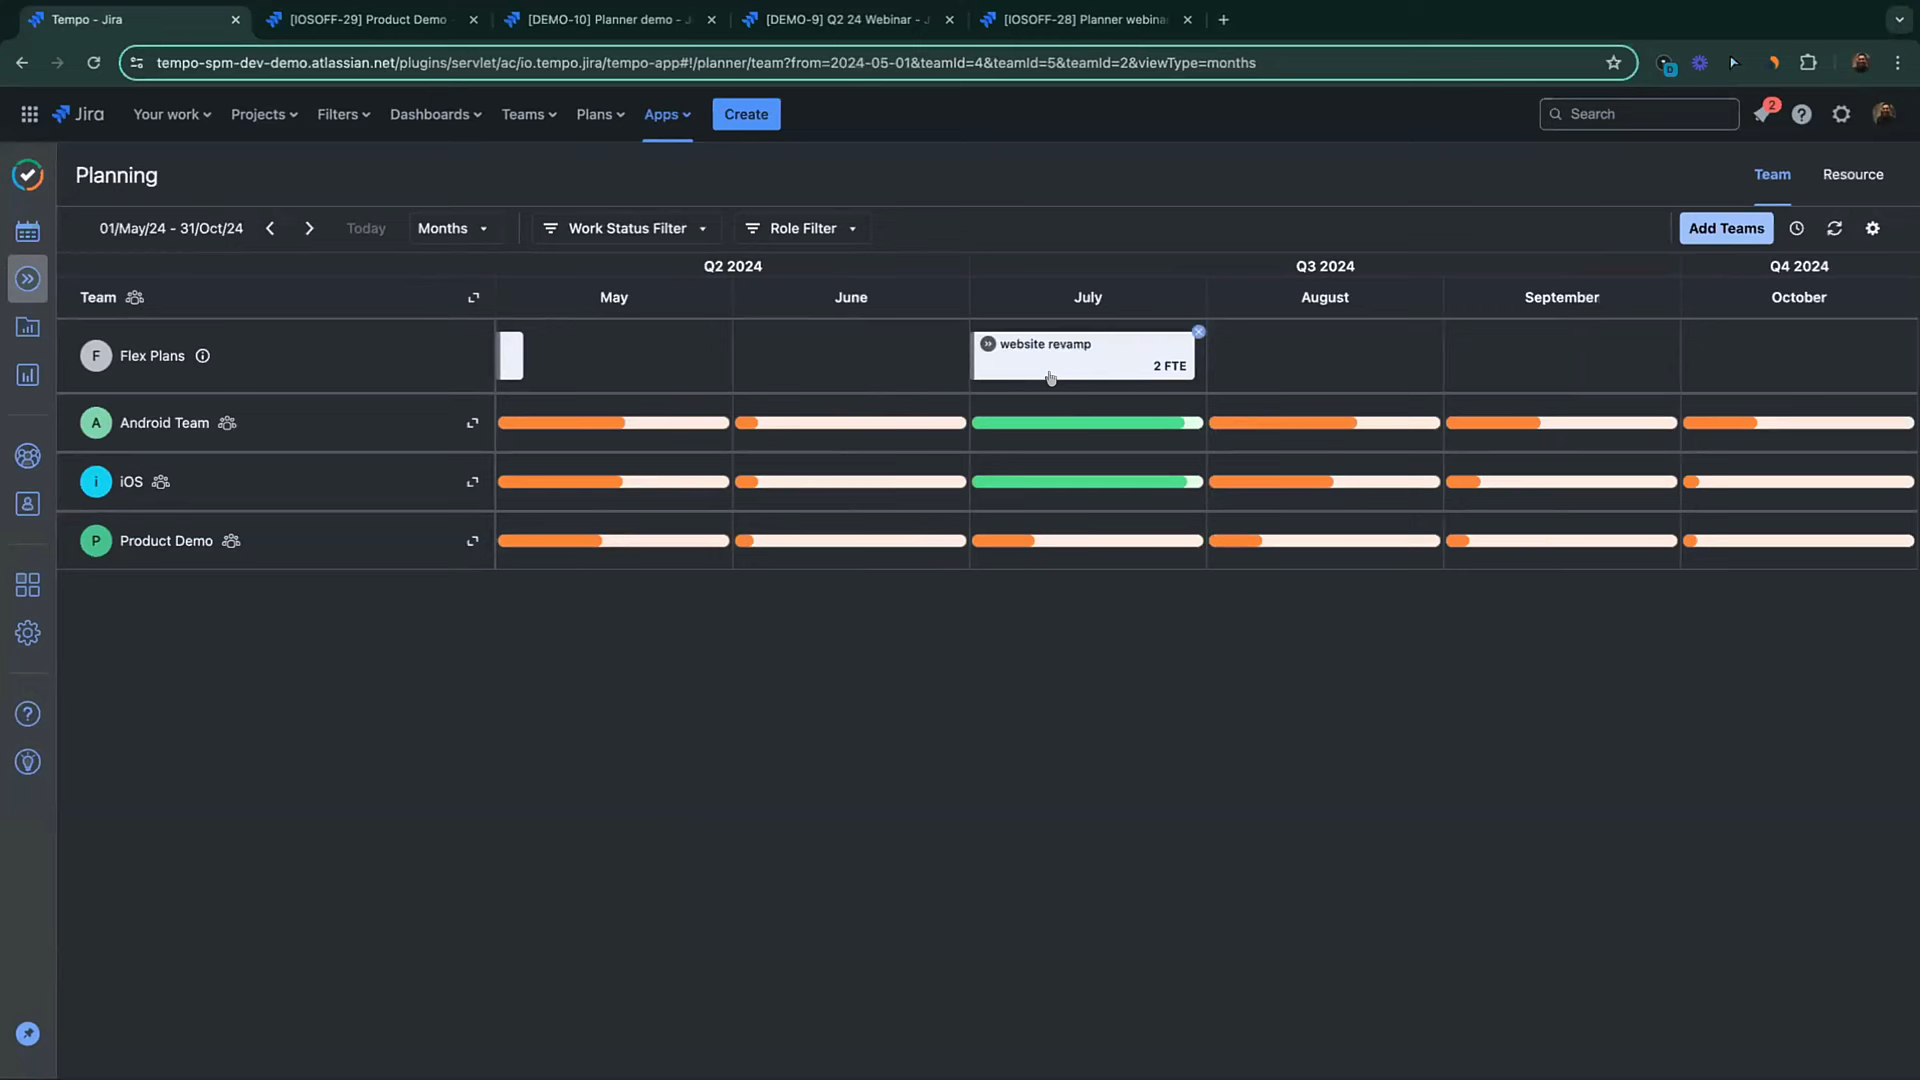 Tempo - Jira
[IOSOFF-29] Product Demo
[DEMO-10] Planner demo - J
[DEMO-9] Q2 24 Webinar - J
[IOSOFF-28] Planner webina
tempo-spm-dev-demo.atlassian.net/plugins/servlet/ac/io.tempo.jira/tempo-app#!/planner/team?from=2024-05-01&teamId=4&teamId=5&teamId=2&viewType=months
Jira
Your work
Projects
Filters
Dashboards
Teams
Plans
Apps
Create
Search
2
Planning
Team
Resource
01/May/24 - 31/Oct/24
Today
Months
Work Status Filter
Role Filter
Add Teams
Q2 2024
Q3 2024
Q4 2024
Team
May
June
July
August
September
October
F
Flex Plans
website revamp
2 FTE
A
Android Team
i
iOS
P
Product Demo